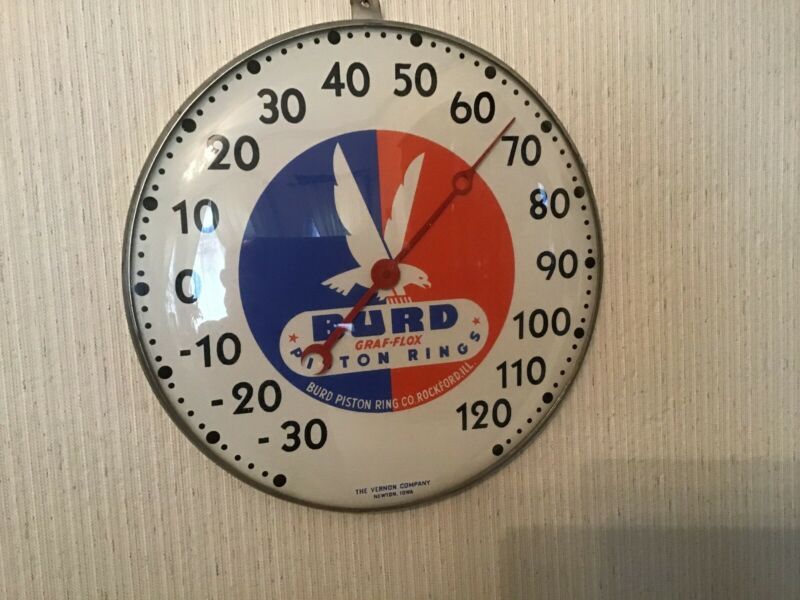 40 50
30 60
20 70
10 80
0 90
-10 100
-20 110
-30 120
BURD
GRAF-FLOX
PISTON RINGS
BURD PISTON RING CO. ROCKFORD, ILL.
THE VERNON COMPANY
NEWTON, IOWA